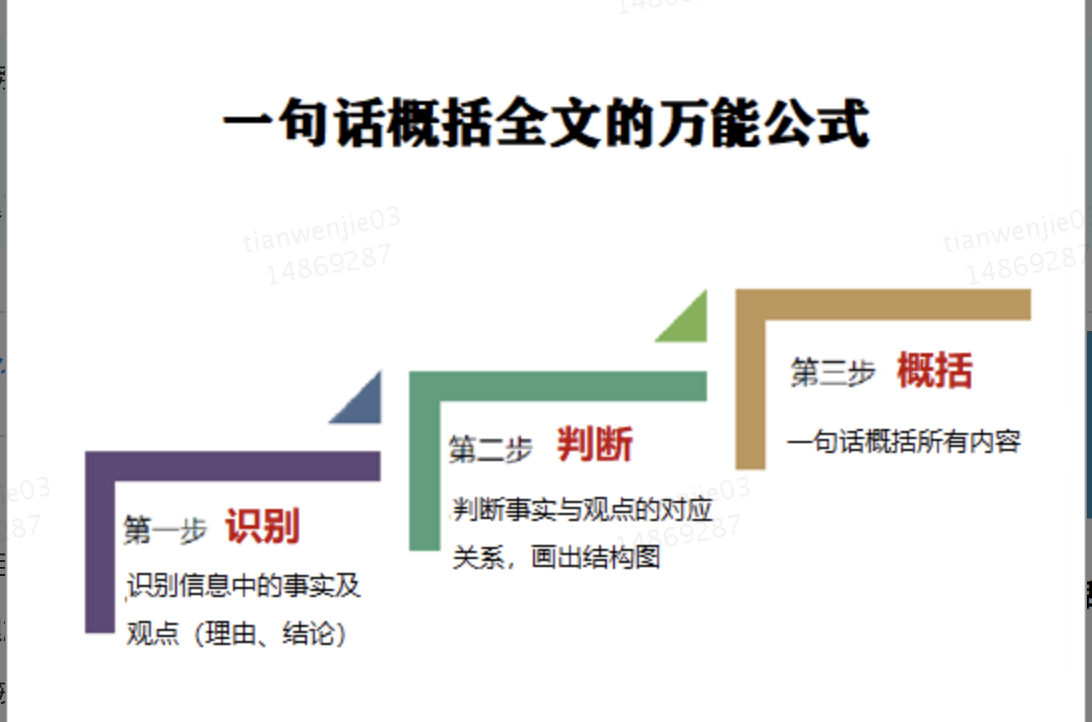 一句话概括全文的万能公式
tianwenjie03
14869287
tianwenjie0
14869287
第三步 概括
一句话概括所有内容
第二步 判断
判断事实与观点的对应
关系，画出结构图
第一步 识别
识别信息中的事实及
观点（理由、结论）